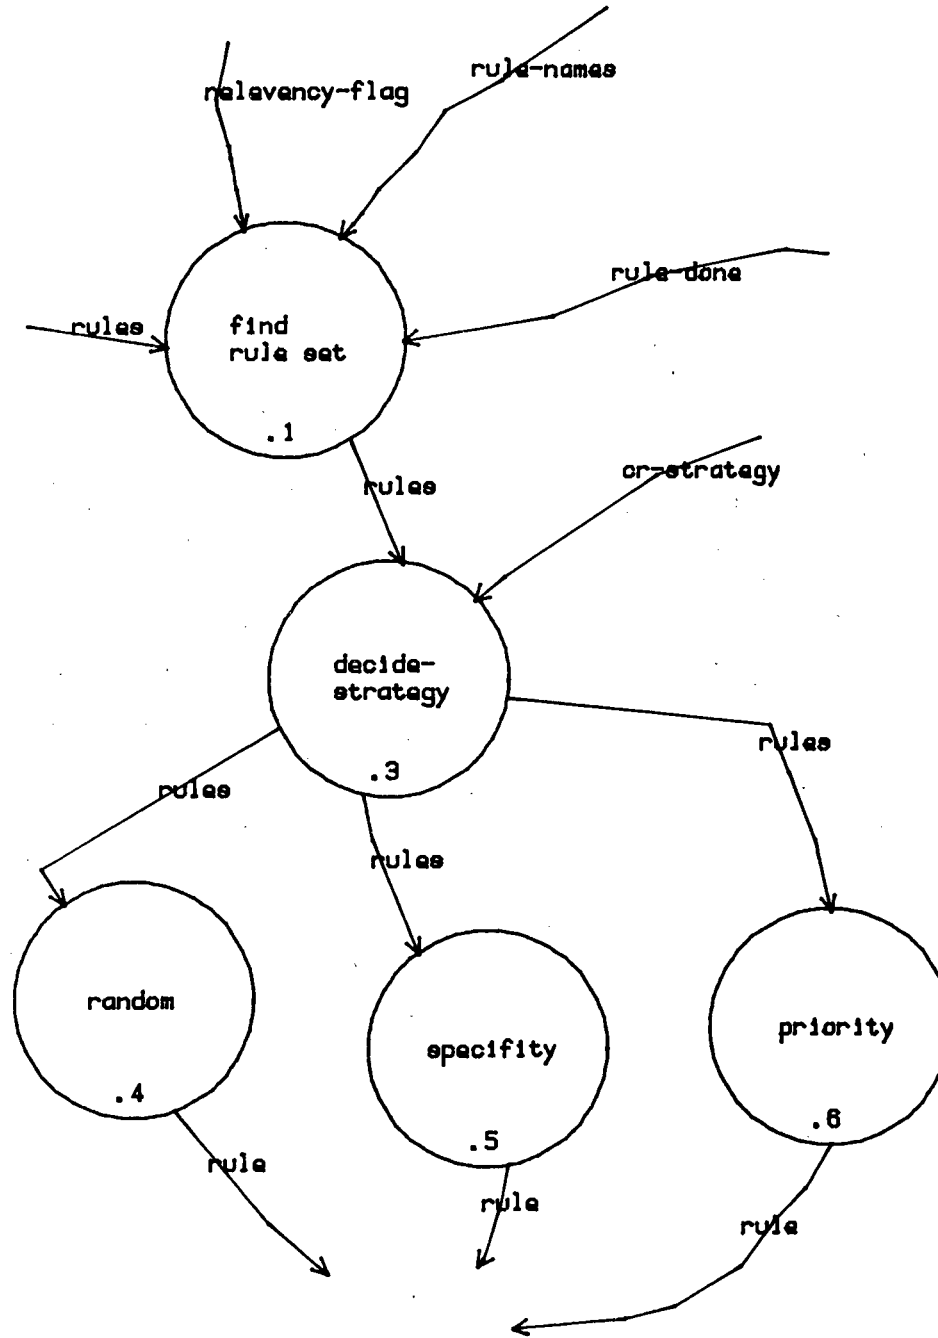 rule-names
relevency-flag
rule-done
rules
find
rule set
.1
cr-strategy
rules
decide-
strategy
.3
rules
rules
rules
random
.4
specifity
.5
priority
.6
rule
rule
rule